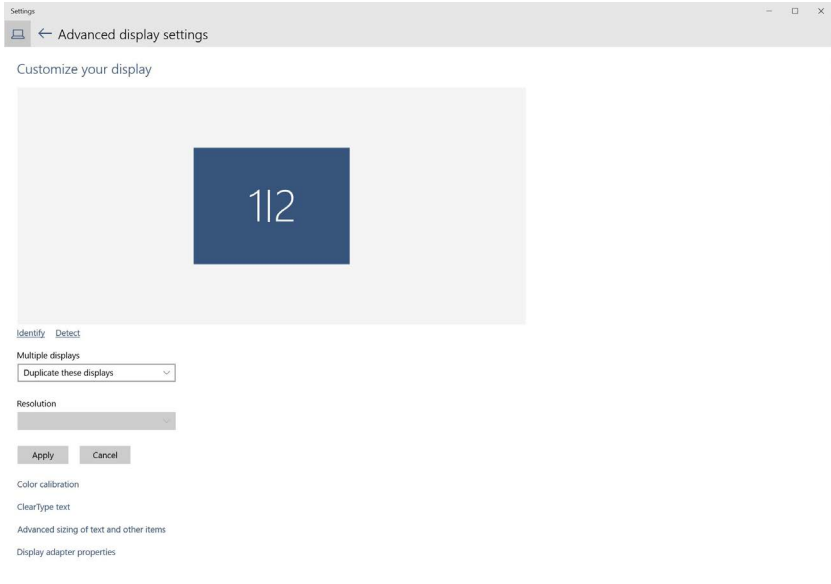 Settings
Advanced display settings
Customize your display
1|2
Identify Detect
Multiple displays
Duplicate these displays
Resolution
Apply Cancel
Color calibration
ClearType text
Advanced sizing of text and other items
Display adapter properties